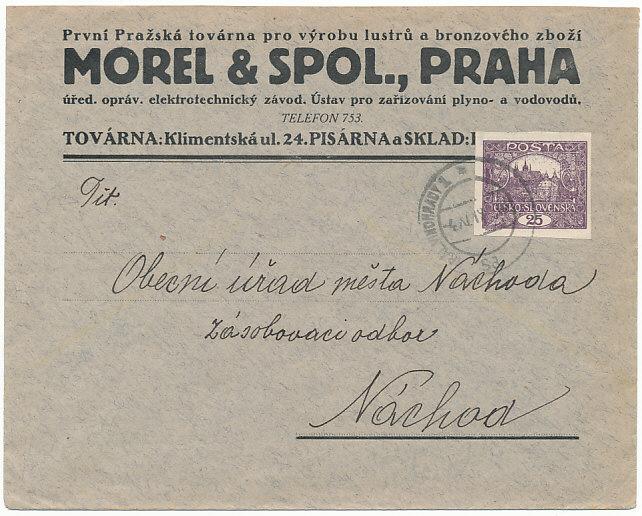 První Pražská továrna pro výrobu lustrů a bronzového zboží
MOREL & SPOL., PRAHA
úřed. opráv. elektrotechnický závod. Ústav pro zařizování plyno- a vodovodů.
TELEFON 753.
TOVÁRNA: Klimentská ul. 24. PISÁRNA a SKLAD:
POŠTA
ČESKO-SLOVENSKÁ
25
Tit.
Obecní úřad města Náchoda
zásobovací odbor
Náchod